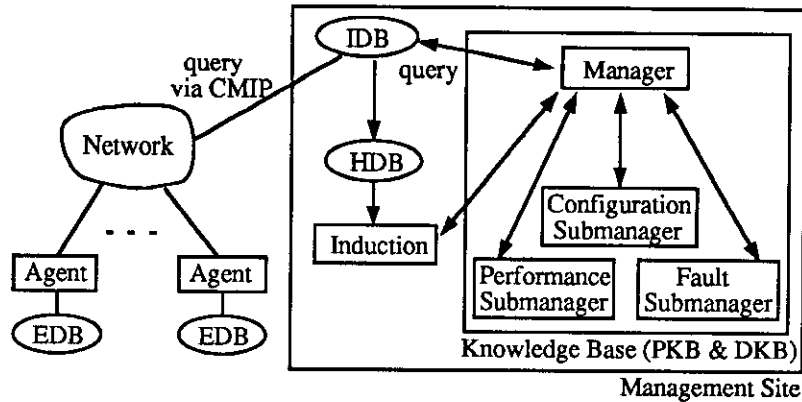 IDB
query
via CMIP
query
Manager
Network
HDB
Configuration
Submanager
Induction
Agent
Agent
Performance
Submanager
Fault
Submanager
EDB
EDB
Knowledge Base (PKB & DKB)
Management Site